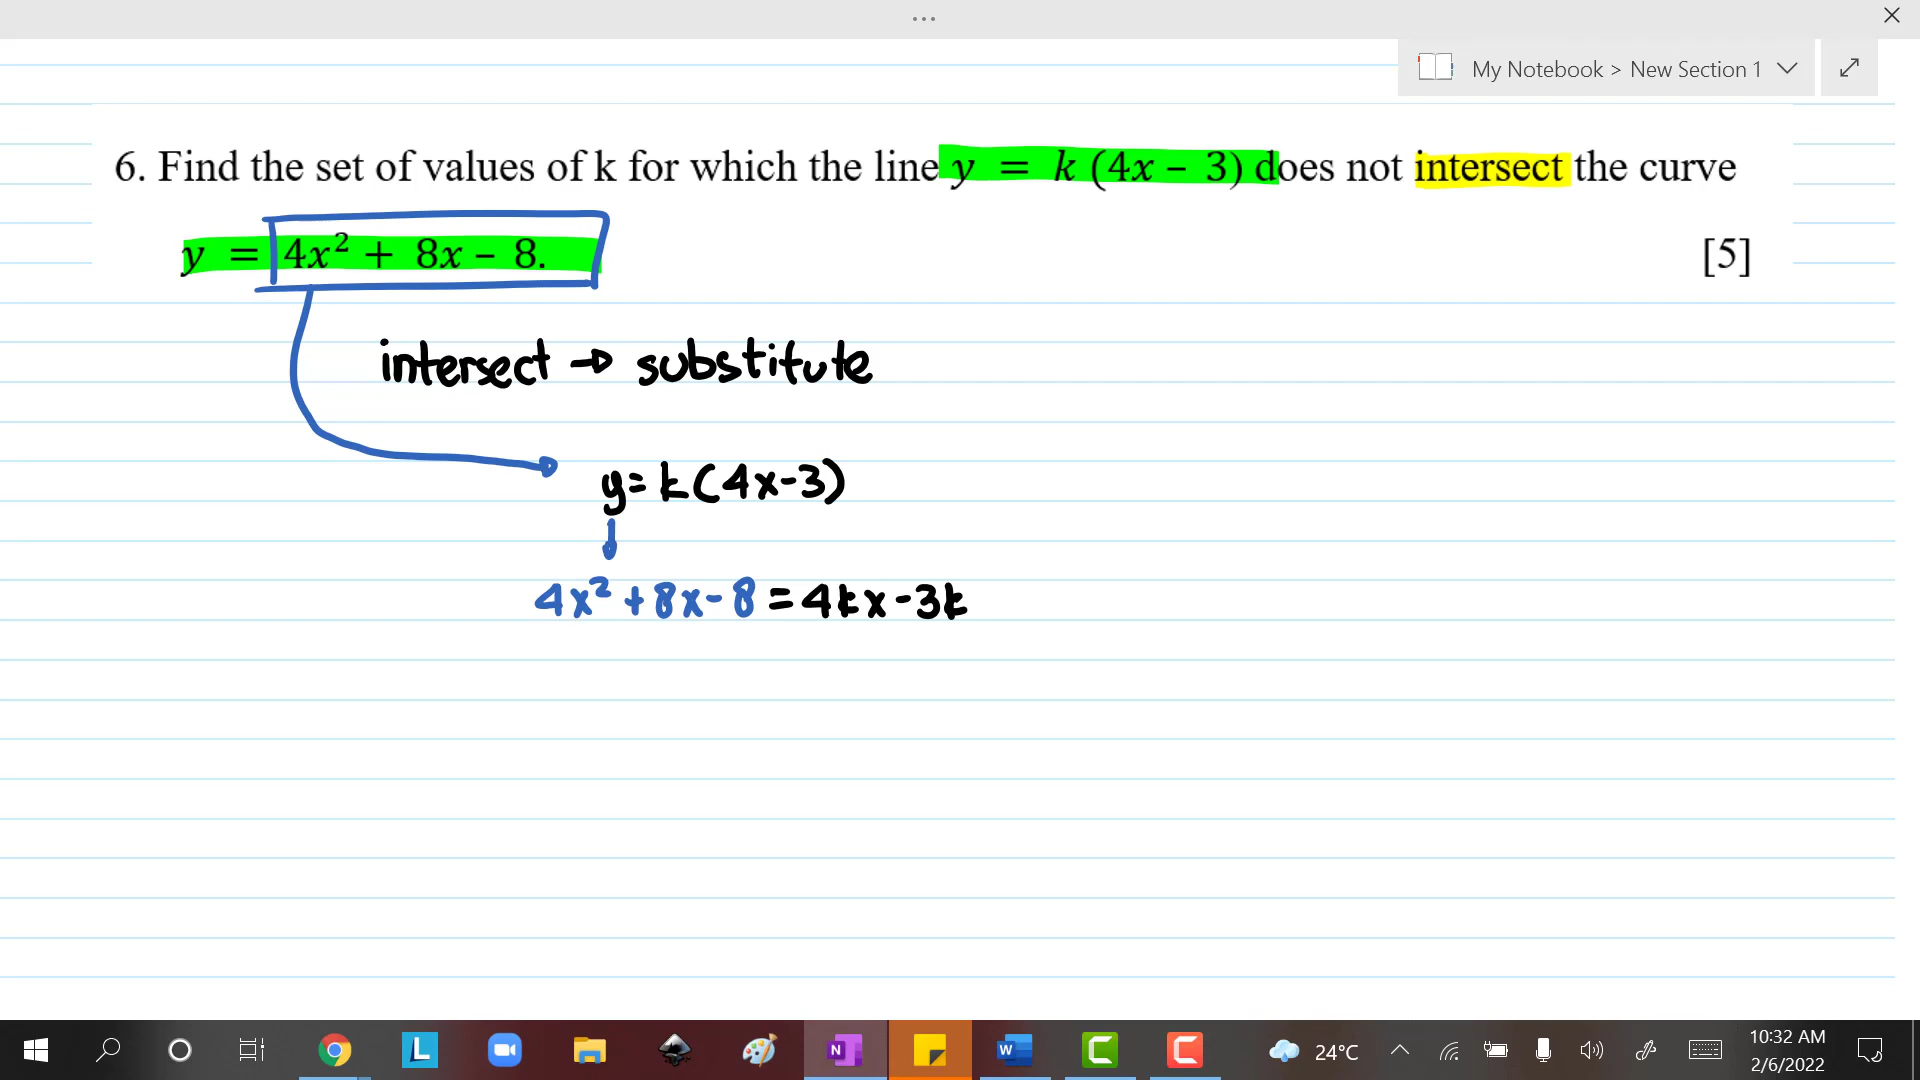 ...
My Notebook > New Section 1
6. Find the set of values of k for which the line y = k (4x − 3) does not intersect the curve
y = 4x² + 8x − 8.
[5]
intersect → substitute
y = k(4x-3)
4x² + 8x - 8 = 4kx - 3k
L
N
W
24°C
10:32 AM
2/6/2022